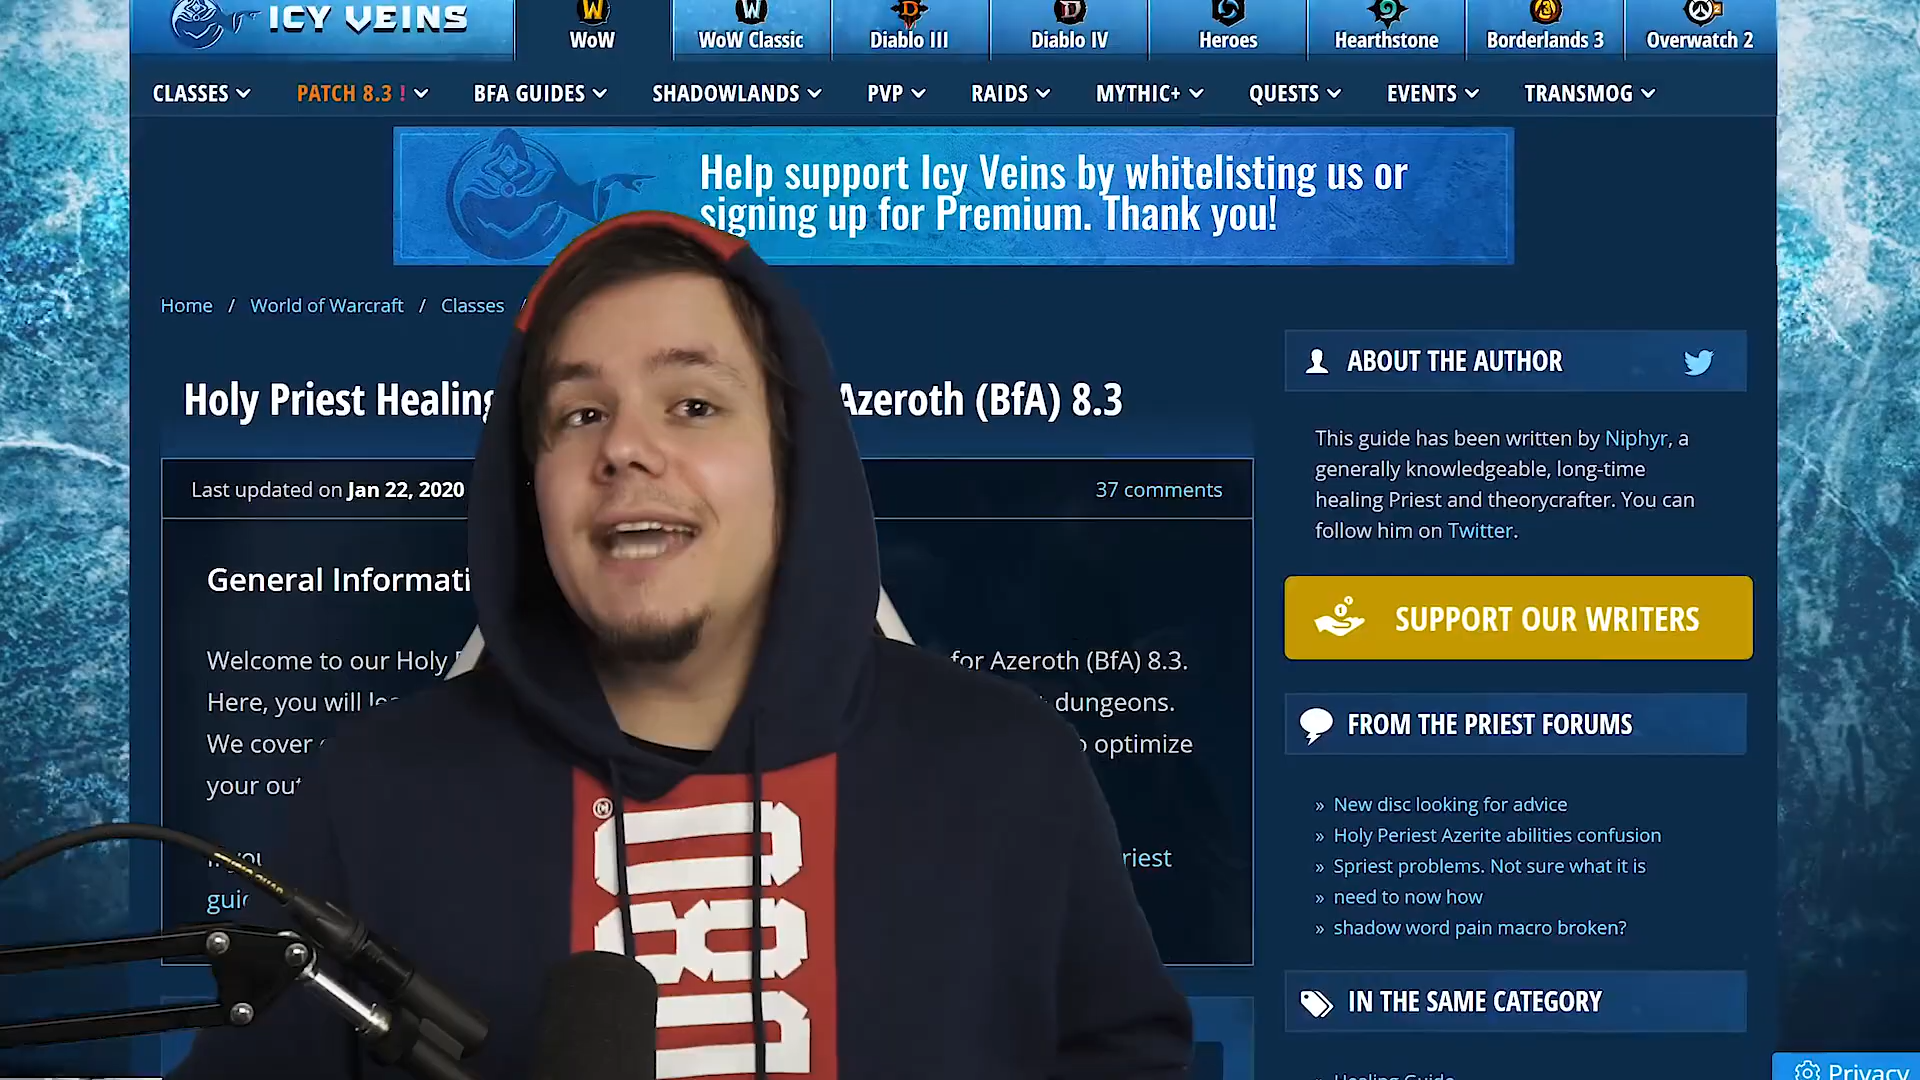 ICY VEINS
WoW
WoW Classic
Diablo III
Diablo IV
Heroes
Hearthstone
Borderlands 3
Overwatch 2
CLASSES
PATCH 8.3 !
BFA GUIDES
SHADOWLANDS
PVP
RAIDS
MYTHIC+
QUESTS
EVENTS
TRANSMOG
Help support Icy Veins by whitelisting us or
signing up for Premium. Thank you!
Home / World of Warcraft / Classes /
Holy Priest Healing Azeroth (BfA) 8.3
Last updated on Jan 22, 2020
37 comments
General Informati
Welcome to our Holy for Azeroth (BfA) 8.3.
Here, you will dungeons.
We cover optimize
your
riest
ABOUT THE AUTHOR
This guide has been written by Niphyr, a
generally knowledgeable, long-time
healing Priest and theorycrafter. You can
follow him on Twitter.
SUPPORT OUR WRITERS
FROM THE PRIEST FORUMS
» New disc looking for advice
» Holy Periest Azerite abilities confusion
» Spriest problems. Not sure what it is
» need to now how
» shadow word pain macro broken?
IN THE SAME CATEGORY
Healing Guide
Privacy